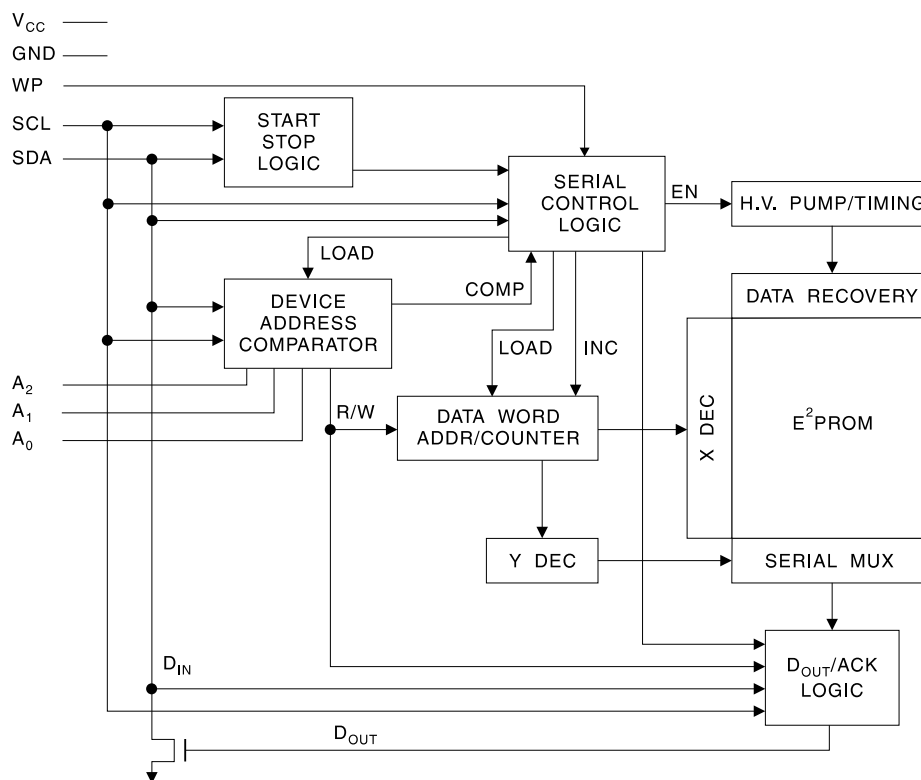 VCC
GND
WP
SCL
SDA
START
STOP
LOGIC
SERIAL
CONTROL
LOGIC
EN
H.V. PUMP/TIMING
LOAD
COMP
DEVICE
ADDRESS
COMPARATOR
DATA RECOVERY
LOAD
INC
A2
A1
A0
R/W
DATA WORD
ADDR/COUNTER
X DEC
E2PROM
Y DEC
SERIAL MUX
DIN
DOUT/ACK
LOGIC
DOUT